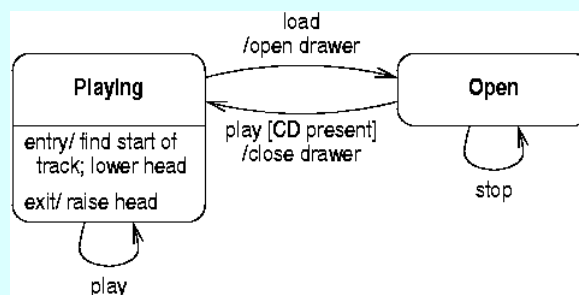 load
/open drawer
Playing
Open
entry/ find start of
track; lower head
exit/ raise head
play [CD present]
/close drawer
stop
play